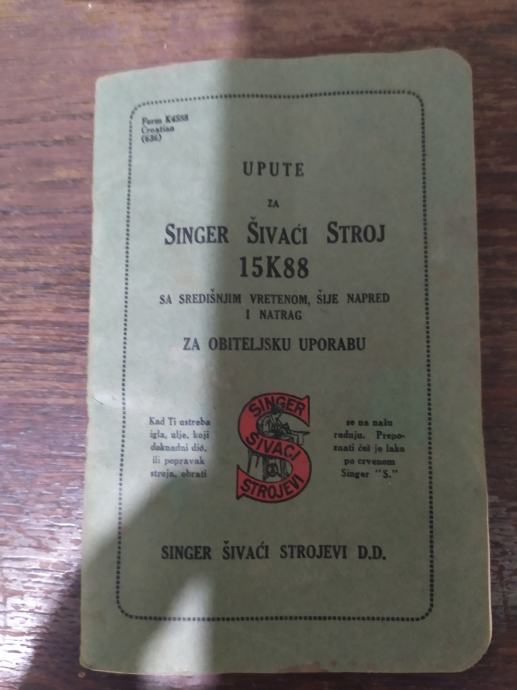 Form K4588
Croatian
(636)
UPUTE
ZA
SINGER ŠIVAĆI STROJ
15K88
SA SREDIŠNJIM VRETENOM, ŠIJE NAPRED
I NATRAG
ZA OBITELJSKU UPORABU
Kad Ti ustreba
igla, ulje, koji
doknadni dio,
ili popravak
stroja, obrati
SINGER
ŠIVAĆI
STROJEVI
se na našu
radnju. Prepo-
znati ćeš je lako
po crvenom
Singer "S."
SINGER ŠIVAĆI STROJEVI D.D.